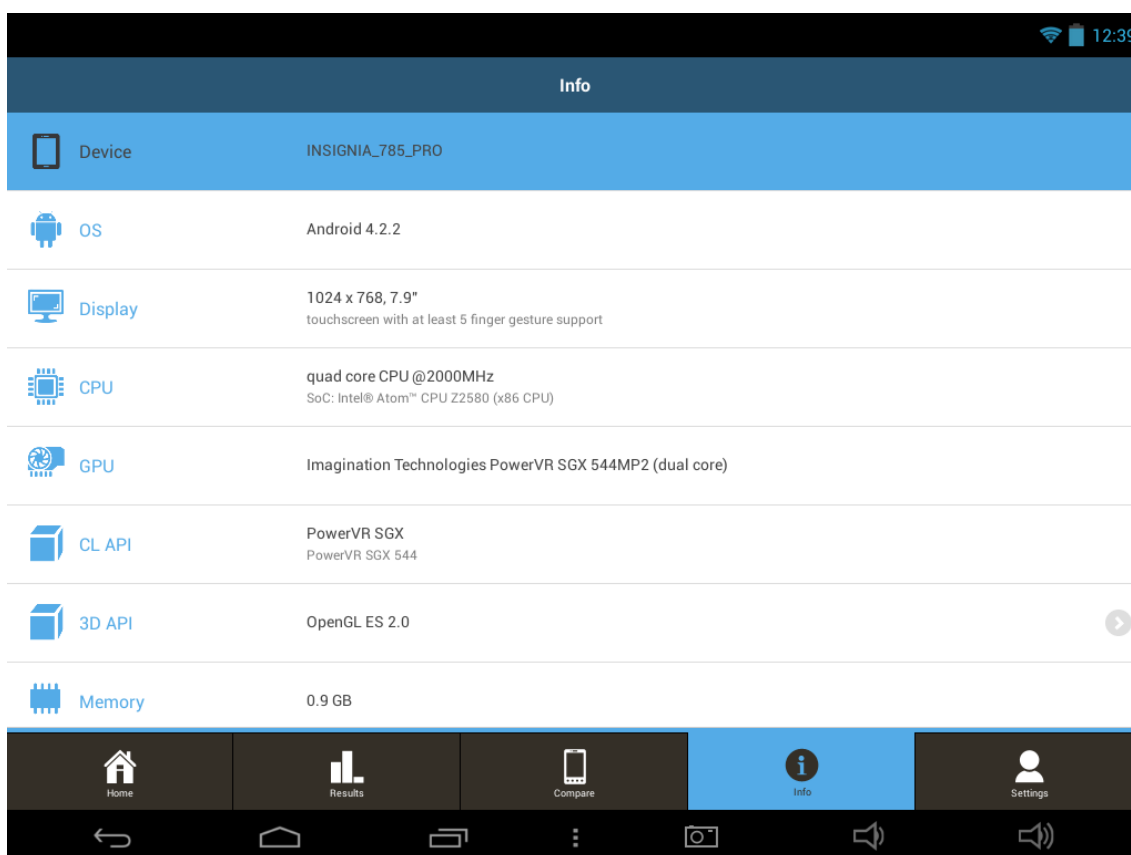 12:39
Info
Device
INSIGNIA_785_PRO
OS
Android 4.2.2
Display
1024 x 768, 7.9"
touchscreen with at least 5 finger gesture support
CPU
quad core CPU @2000MHz
SoC: Intel® Atom™ CPU Z2580 (x86 CPU)
GPU
Imagination Technologies PowerVR SGX 544MP2 (dual core)
CL API
PowerVR SGX
PowerVR SGX 544
3D API
OpenGL ES 2.0
Memory
0.9 GB
Home
Results
Compare
Info
Settings